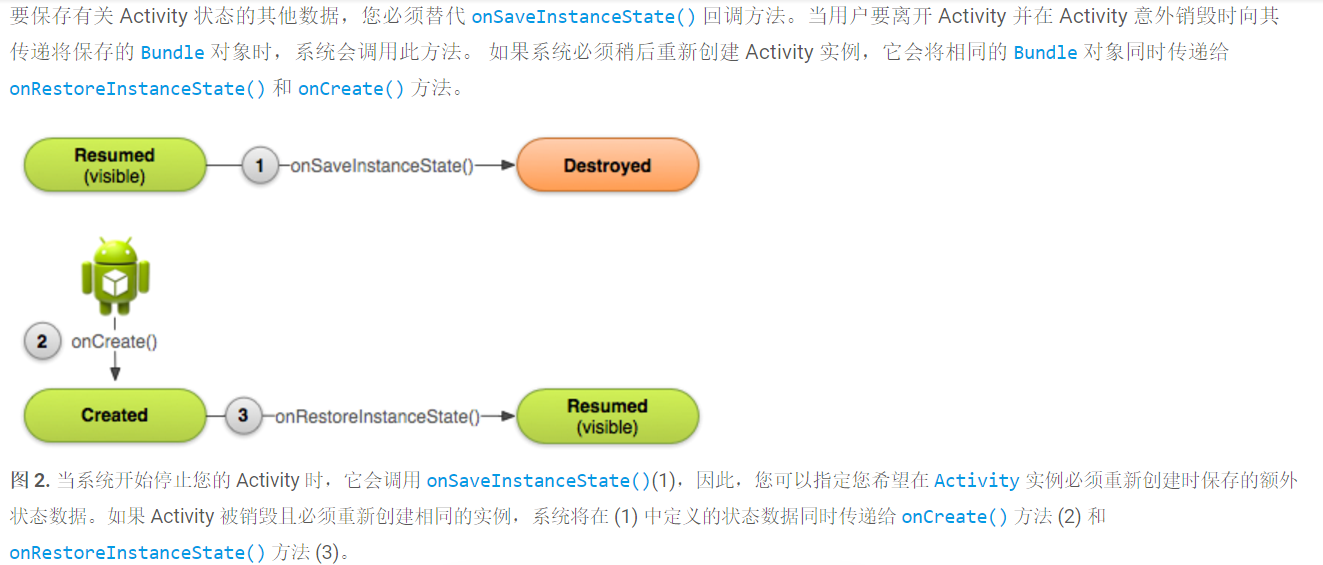 要保存有关 Activity 状态的其他数据，您必须替代 onSaveInstanceState() 回调方法。当用户要离开 Activity 并在 Activity 意外销毁时向其
传递将保存的 Bundle 对象时，系统会调用此方法。 如果系统必须稍后重新创建 Activity 实例，它会将相同的 Bundle 对象同时传递给
onRestoreInstanceState() 和 onCreate() 方法。
Resumed
(visible)
1
onSaveInstanceState()
Destroyed
2
onCreate()
Created
3
onRestoreInstanceState()
Resumed
(visible)
图 2. 当系统开始停止您的 Activity 时，它会调用 onSaveInstanceState()(1)，因此，您可以指定您希望在 Activity 实例必须重新创建时保存的额外
状态数据。如果 Activity 被销毁且必须重新创建相同的实例，系统将在 (1) 中定义的状态数据同时传递给 onCreate() 方法 (2) 和
onRestoreInstanceState() 方法 (3)。